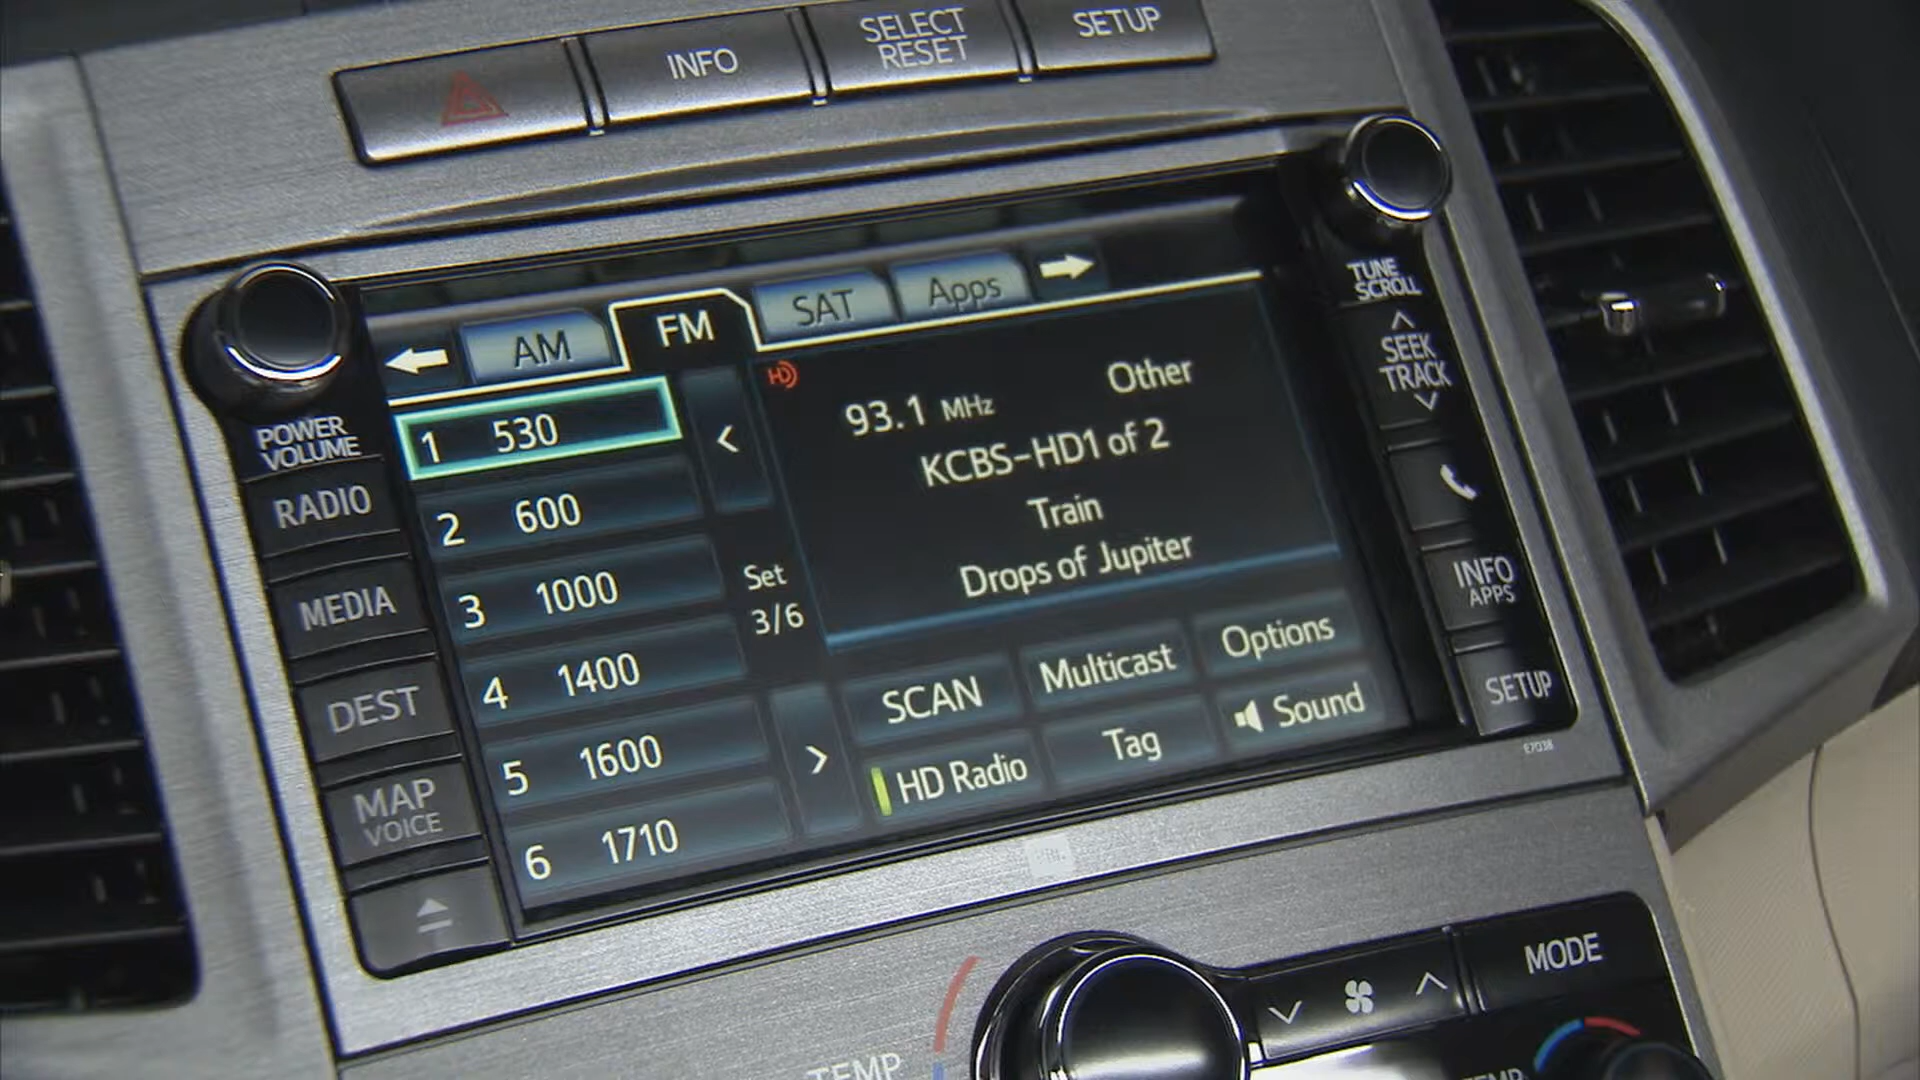 INFO
SELECT
RESET
SETUP
POWER
VOLUME
RADIO
MEDIA
DEST
MAP
VOICE
AM
FM
SAT
Apps
1 530
2 600
3 1000
4 1400
5 1600
6 1710
<
Set
3/6
>
HD
93.1 MHz
Other
KCBS-HD1 of 2
Train
Drops of Jupiter
SCAN
Multicast
Options
HD Radio
Tag
Sound
TUNE
SCROLL
SEEK
TRACK
INFO
APPS
SETUP
E7038
MODE
TEMP
TEMP